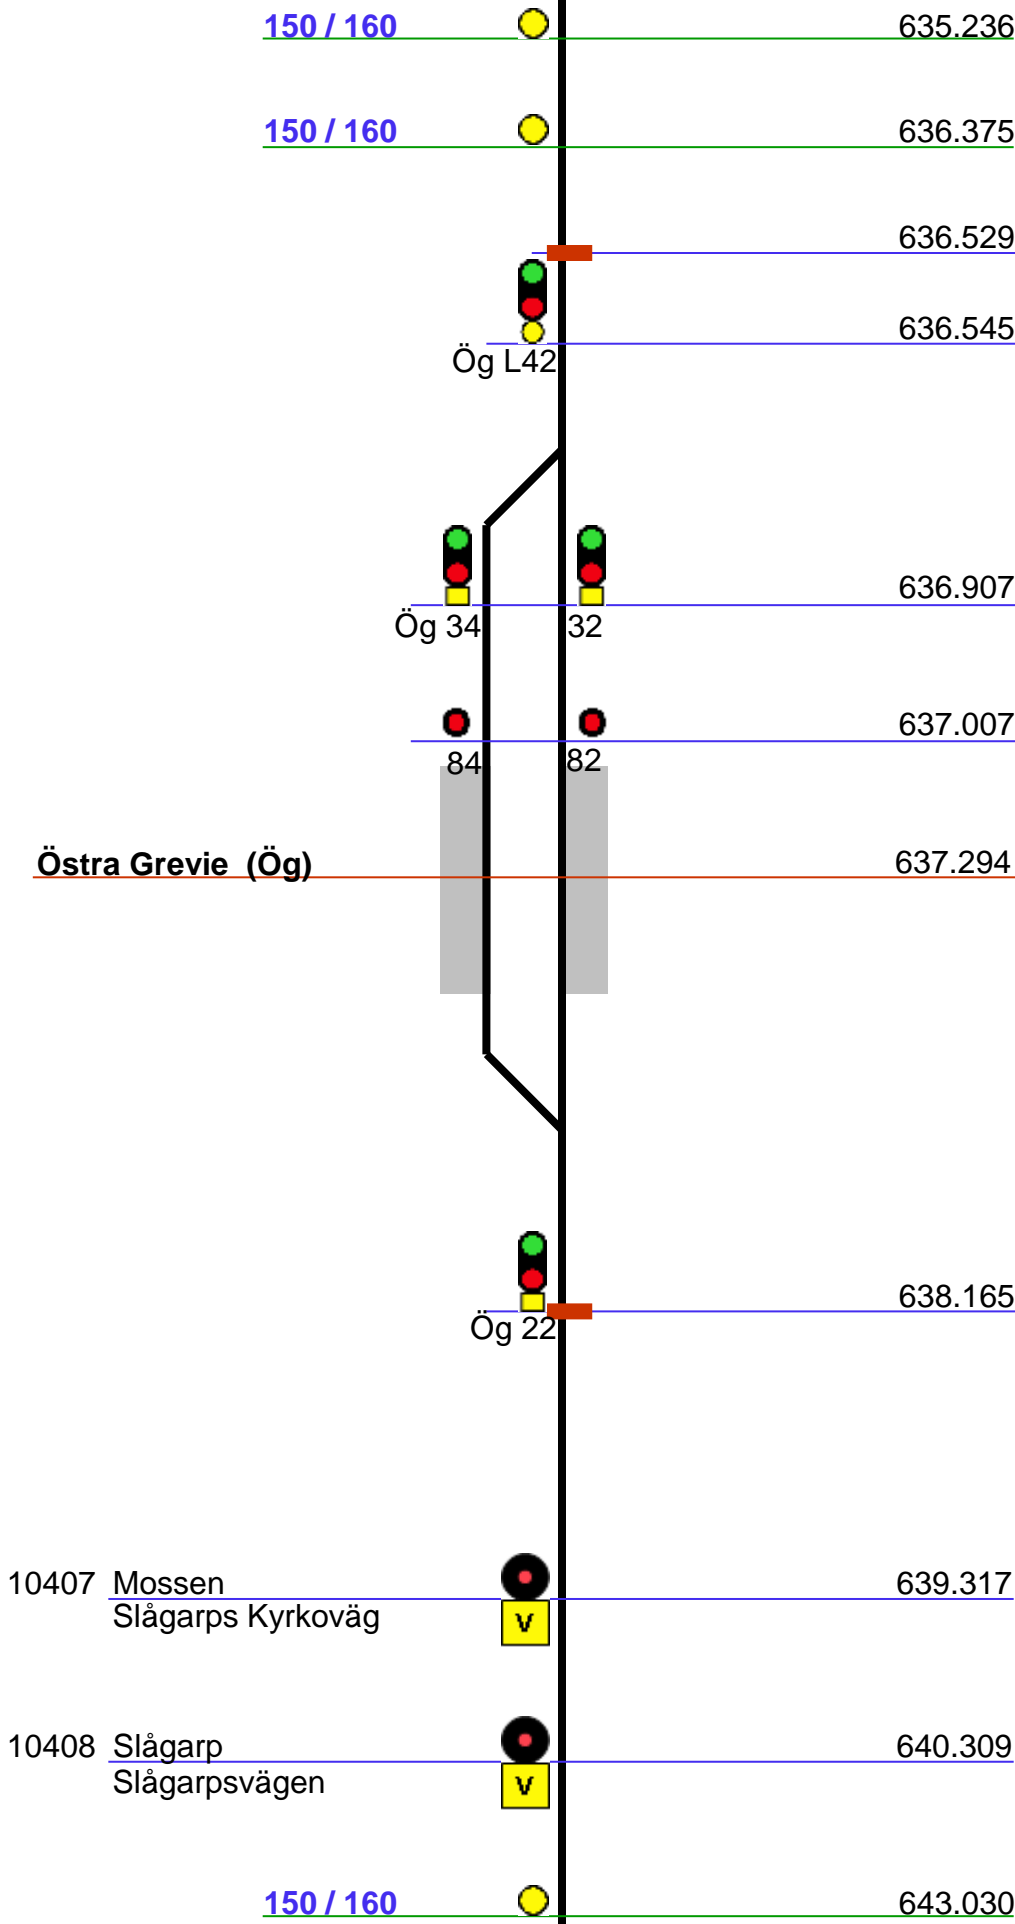 150 / 160 635.236
150 / 160 636.375
636.529
636.545
Ög L42
636.907
Ög 34 32
637.007
84 82
Östra Grevie (Ög) 637.294
638.165
Ög 22
10407 Mossen 639.317
Slågarps Kyrkoväg
V
10408 Slågarp 640.309
Slågarpsvägen
V
150 / 160 643.030